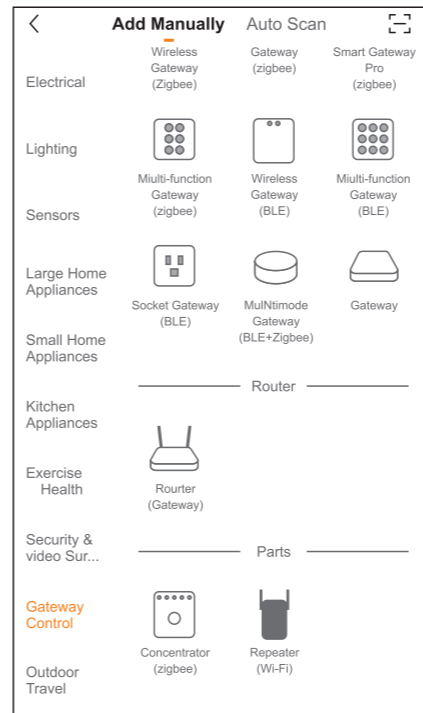 Add Manually Auto Scan
Electrical
Lighting
Sensors
Large Home
Appliances
Small Home
Appliances
Kitchen
Appliances
Exercise
Health
Security &
video Sur...
Gateway
Control
Outdoor
Travel
Wireless
Gateway
(Zigbee)
Gateway
(zigbee)
Smart Gateway
Pro
(zigbee)
Miulti-function
Gateway
(zigbee)
Wireless
Gateway
(BLE)
Miulti-function
Gateway
(BLE)
Socket Gateway
(BLE)
MulNtimode
Gateway
(BLE+Zigbee)
Gateway
Router
Rourter
(Gateway)
Parts
Concentrator
(zigbee)
Repeater
(Wi-Fi)